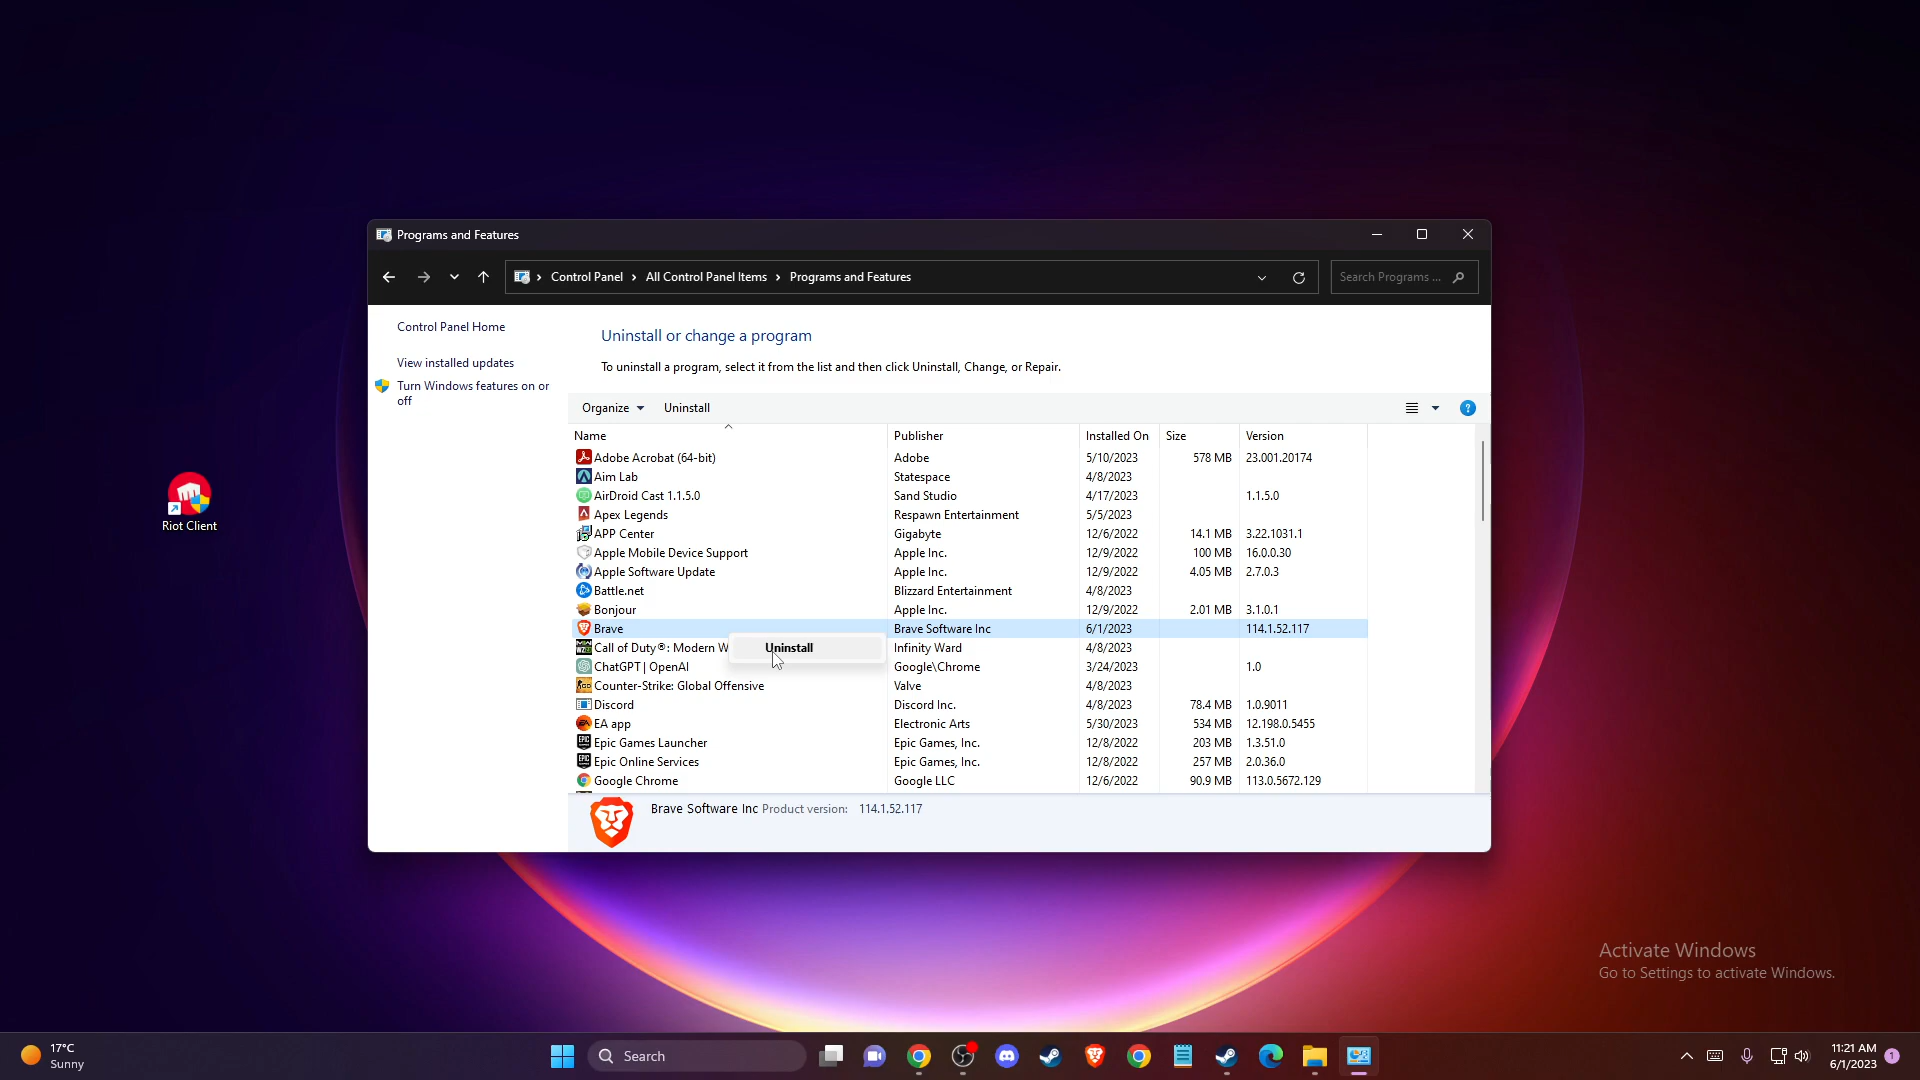 Programs and Features
Control Panel > All Control Panel Items > Programs and Features
Search Programs ...
Control Panel Home
View installed updates
Turn Windows features on or
off
Uninstall or change a program
To uninstall a program, select it from the list and then click Uninstall, Change, or Repair.
Organize Uninstall
Name Publisher Installed On Size Version
Adobe Acrobat (64-bit) Adobe 5/10/2023 578 MB 23.001.20174
Aim Lab Statespace 4/8/2023
AirDroid Cast 1.1.5.0 Sand Studio 4/17/2023 1.1.5.0
Apex Legends Respawn Entertainment 5/5/2023
APP Center Gigabyte 12/6/2022 14.1 MB 3.22.1031.1
Apple Mobile Device Support Apple Inc. 12/9/2022 100 MB 16.0.0.30
Apple Software Update Apple Inc. 12/9/2022 4.05 MB 2.7.0.3
Battle.net Blizzard Entertainment 4/8/2023
Bonjour Apple Inc. 12/9/2022 2.01 MB 3.1.0.1
Brave Brave Software Inc 6/1/2023 114.1.52.117
Call of Duty®: Modern W Uninstall Infinity Ward 4/8/2023
ChatGPT | OpenAI Google\Chrome 3/24/2023 1.0
Counter-Strike: Global Offensive Valve 4/8/2023
Discord Discord Inc. 4/8/2023 78.4 MB 1.0.9011
EA app Electronic Arts 5/30/2023 534 MB 12.198.0.5455
Epic Games Launcher Epic Games, Inc. 12/8/2022 203 MB 1.3.51.0
Epic Online Services Epic Games, Inc. 12/8/2022 257 MB 2.0.36.0
Google Chrome Google LLC 12/6/2022 90.9 MB 113.0.5672.129
Brave Software Inc Product version: 114.1.52.117
Riot Client
Activate Windows
Go to Settings to activate Windows.
17°C
Sunny
Search
11:21 AM
6/1/2023
1